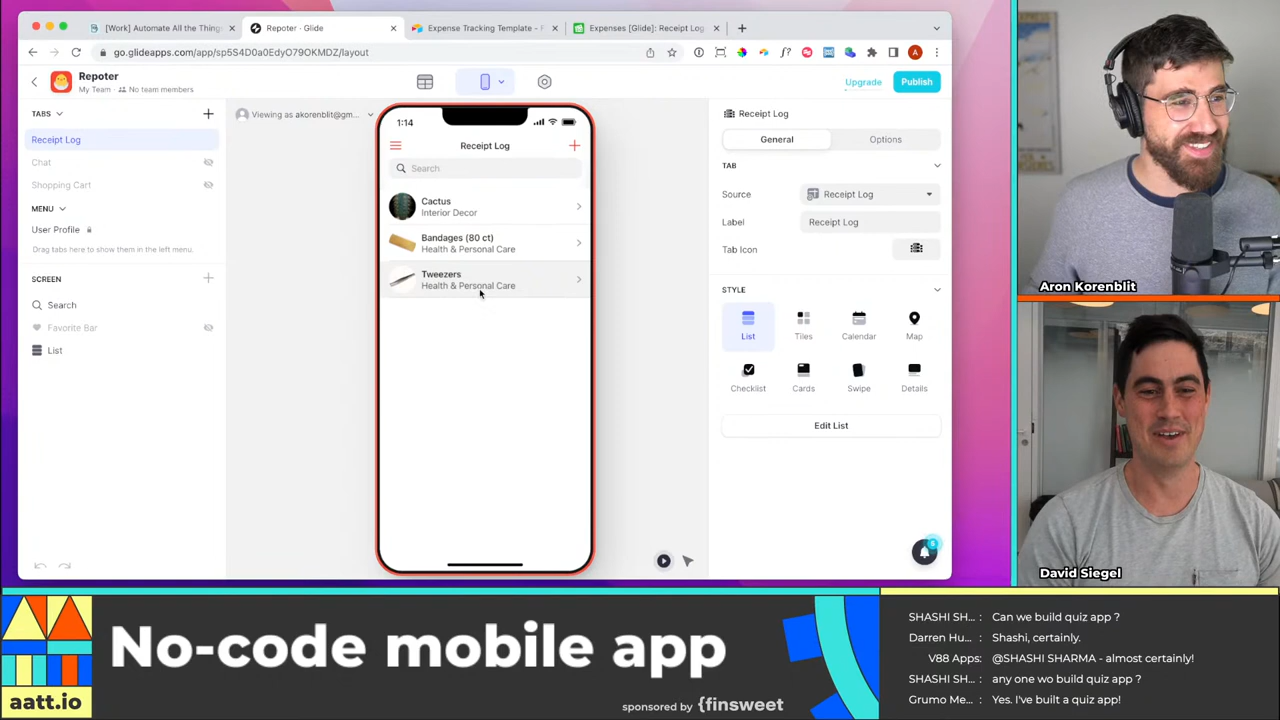 [Work] Automate All the Thing:
Repoter - Glide
Expense Tracking Template - F
Expenses [Glide]: Receipt Log
go.glideapps.com/app/sp5S4D0a0EdyO79OKMDZ/layout
Repoter
My Team · No team members
Upgrade
Publish
TABS
Receipt Log
Chat
Shopping Cart
MENU
User Profile
Drag tabs here to show them in the left menu.
SCREEN
Search
Favorite Bar
List
Viewing as akorenblit@gm...
1:14
Receipt Log
Search
Cactus
Interior Decor
Bandages (80 ct)
Health & Personal Care
Tweezers
Health & Personal Care
Receipt Log
General Options
TAB
Source Receipt Log
Label Receipt Log
Tab Icon
STYLE
List Tiles Calendar Map
Checklist Cards Swipe Details
Edit List
Aron Korenblit
David Siegel
aatt.io
No-code mobile app
sponsored by {finsweet
SHASHI SH... : Can we build quiz app ?
Darren Hu... : Shashi, certainly.
V88 Apps: @SHASHI SHARMA - almost certainly!
SHASHI SH... : any one wo build quiz app ?
Grumo Me... : Yes. I've built a quiz app!